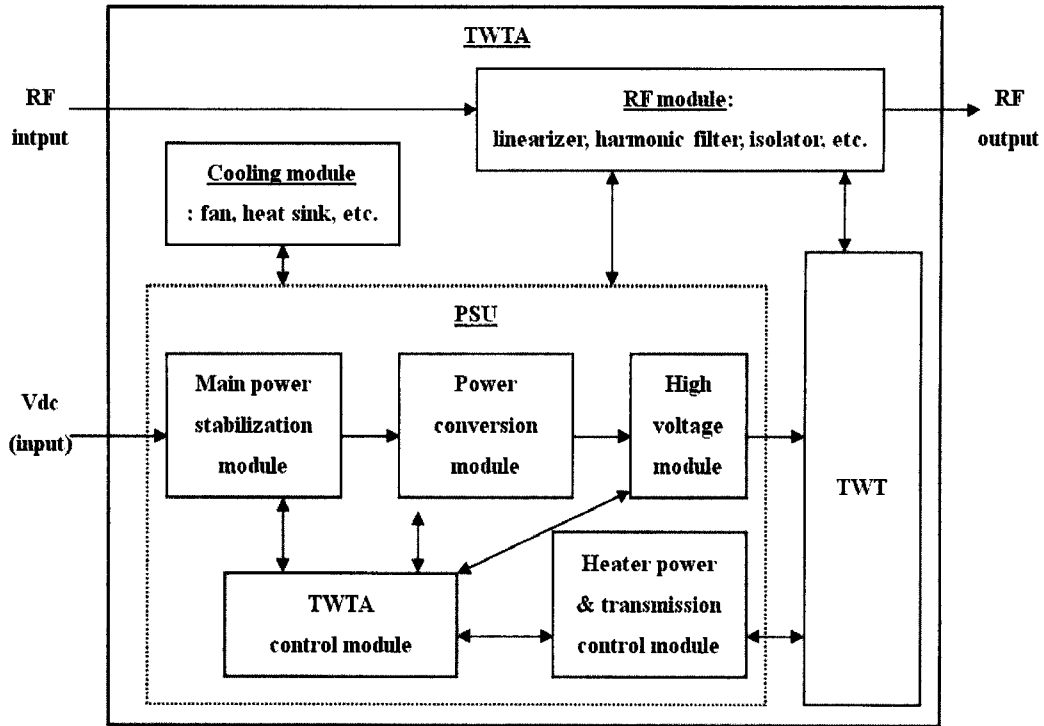 TWTA
RF
intput
RF module:
linearizer, harmonic filter, isolator, etc.
RF
output
Cooling module
: fan, heat sink, etc.
PSU
Vdc
(input)
Main power
stabilization
module
Power
conversion
module
High
voltage
module
TWT
TWTA
control module
Heater power
& transmission
control module